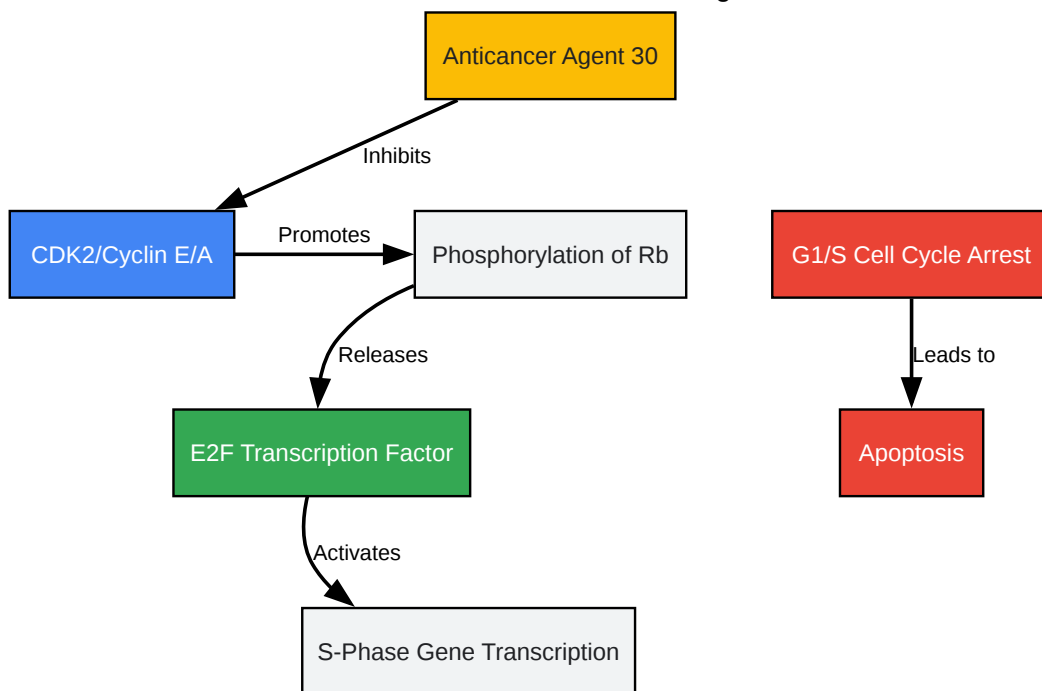 Anticancer Agent 30
Inhibits
CDK2/Cyclin E/A
Promotes
Phosphorylation of Rb
G1/S Cell Cycle Arrest
Releases
Leads to
E2F Transcription Factor
Apoptosis
Activates
S-Phase Gene Transcription